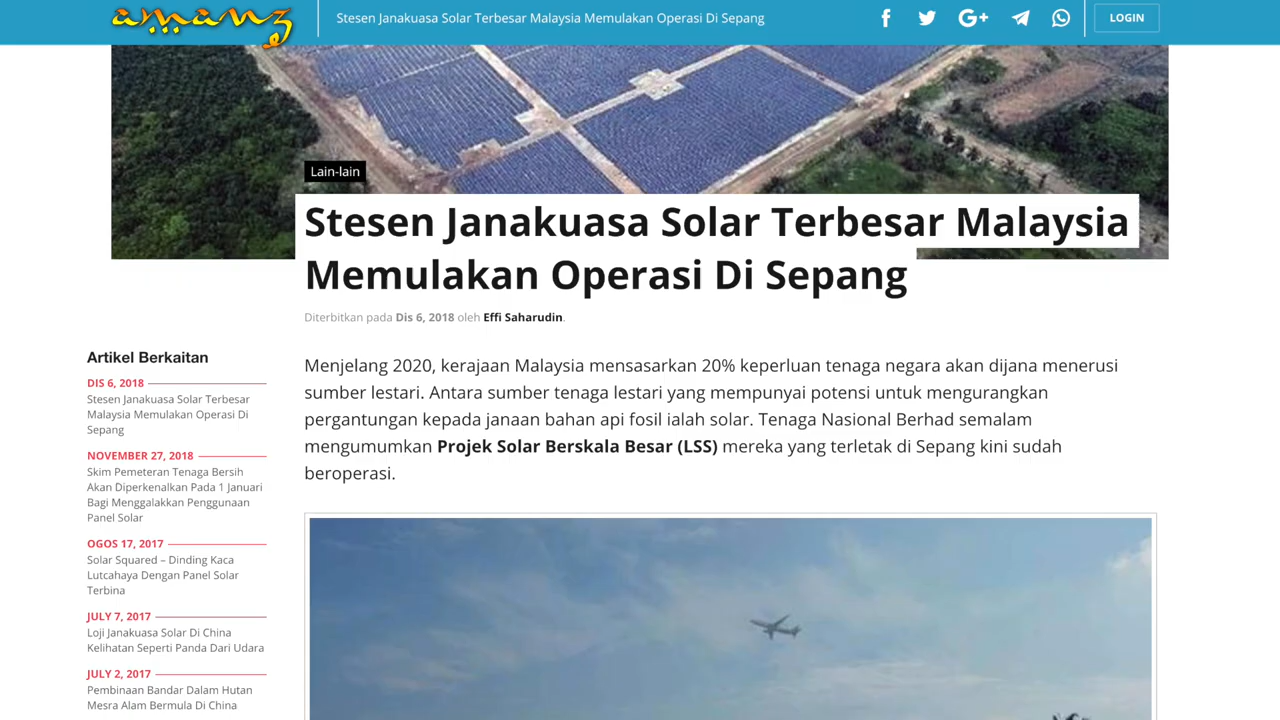 amanz
Stesen Janakuasa Solar Terbesar Malaysia Memulakan Operasi Di Sepang
LOGIN
Lain-lain
Stesen Janakuasa Solar Terbesar Malaysia
Memulakan Operasi Di Sepang
Diterbitkan pada Dis 6, 2018 oleh Effi Saharudin.
Menjelang 2020, kerajaan Malaysia mensasarkan 20% keperluan tenaga negara akan dijana menerusi
sumber lestari. Antara sumber tenaga lestari yang mempunyai potensi untuk mengurangkan
pergantungan kepada janaan bahan api fosil ialah solar. Tenaga Nasional Berhad semalam
mengumumkan Projek Solar Berskala Besar (LSS) mereka yang terletak di Sepang kini sudah
beroperasi.
Artikel Berkaitan
DIS 6, 2018
Stesen Janakuasa Solar Terbesar
Malaysia Memulakan Operasi Di
Sepang
NOVEMBER 27, 2018
Skim Pemeteran Tenaga Bersih
Akan Diperkenalkan Pada 1 Januari
Bagi Menggalakkan Penggunaan
Panel Solar
OGOS 17, 2017
Solar Squared – Dinding Kaca
Lutcahaya Dengan Panel Solar
Terbina
JULY 7, 2017
Loji Janakuasa Solar Di China
Kelihatan Seperti Panda Dari Udara
JULY 2, 2017
Pembinaan Bandar Dalam Hutan
Mesra Alam Bermula Di China